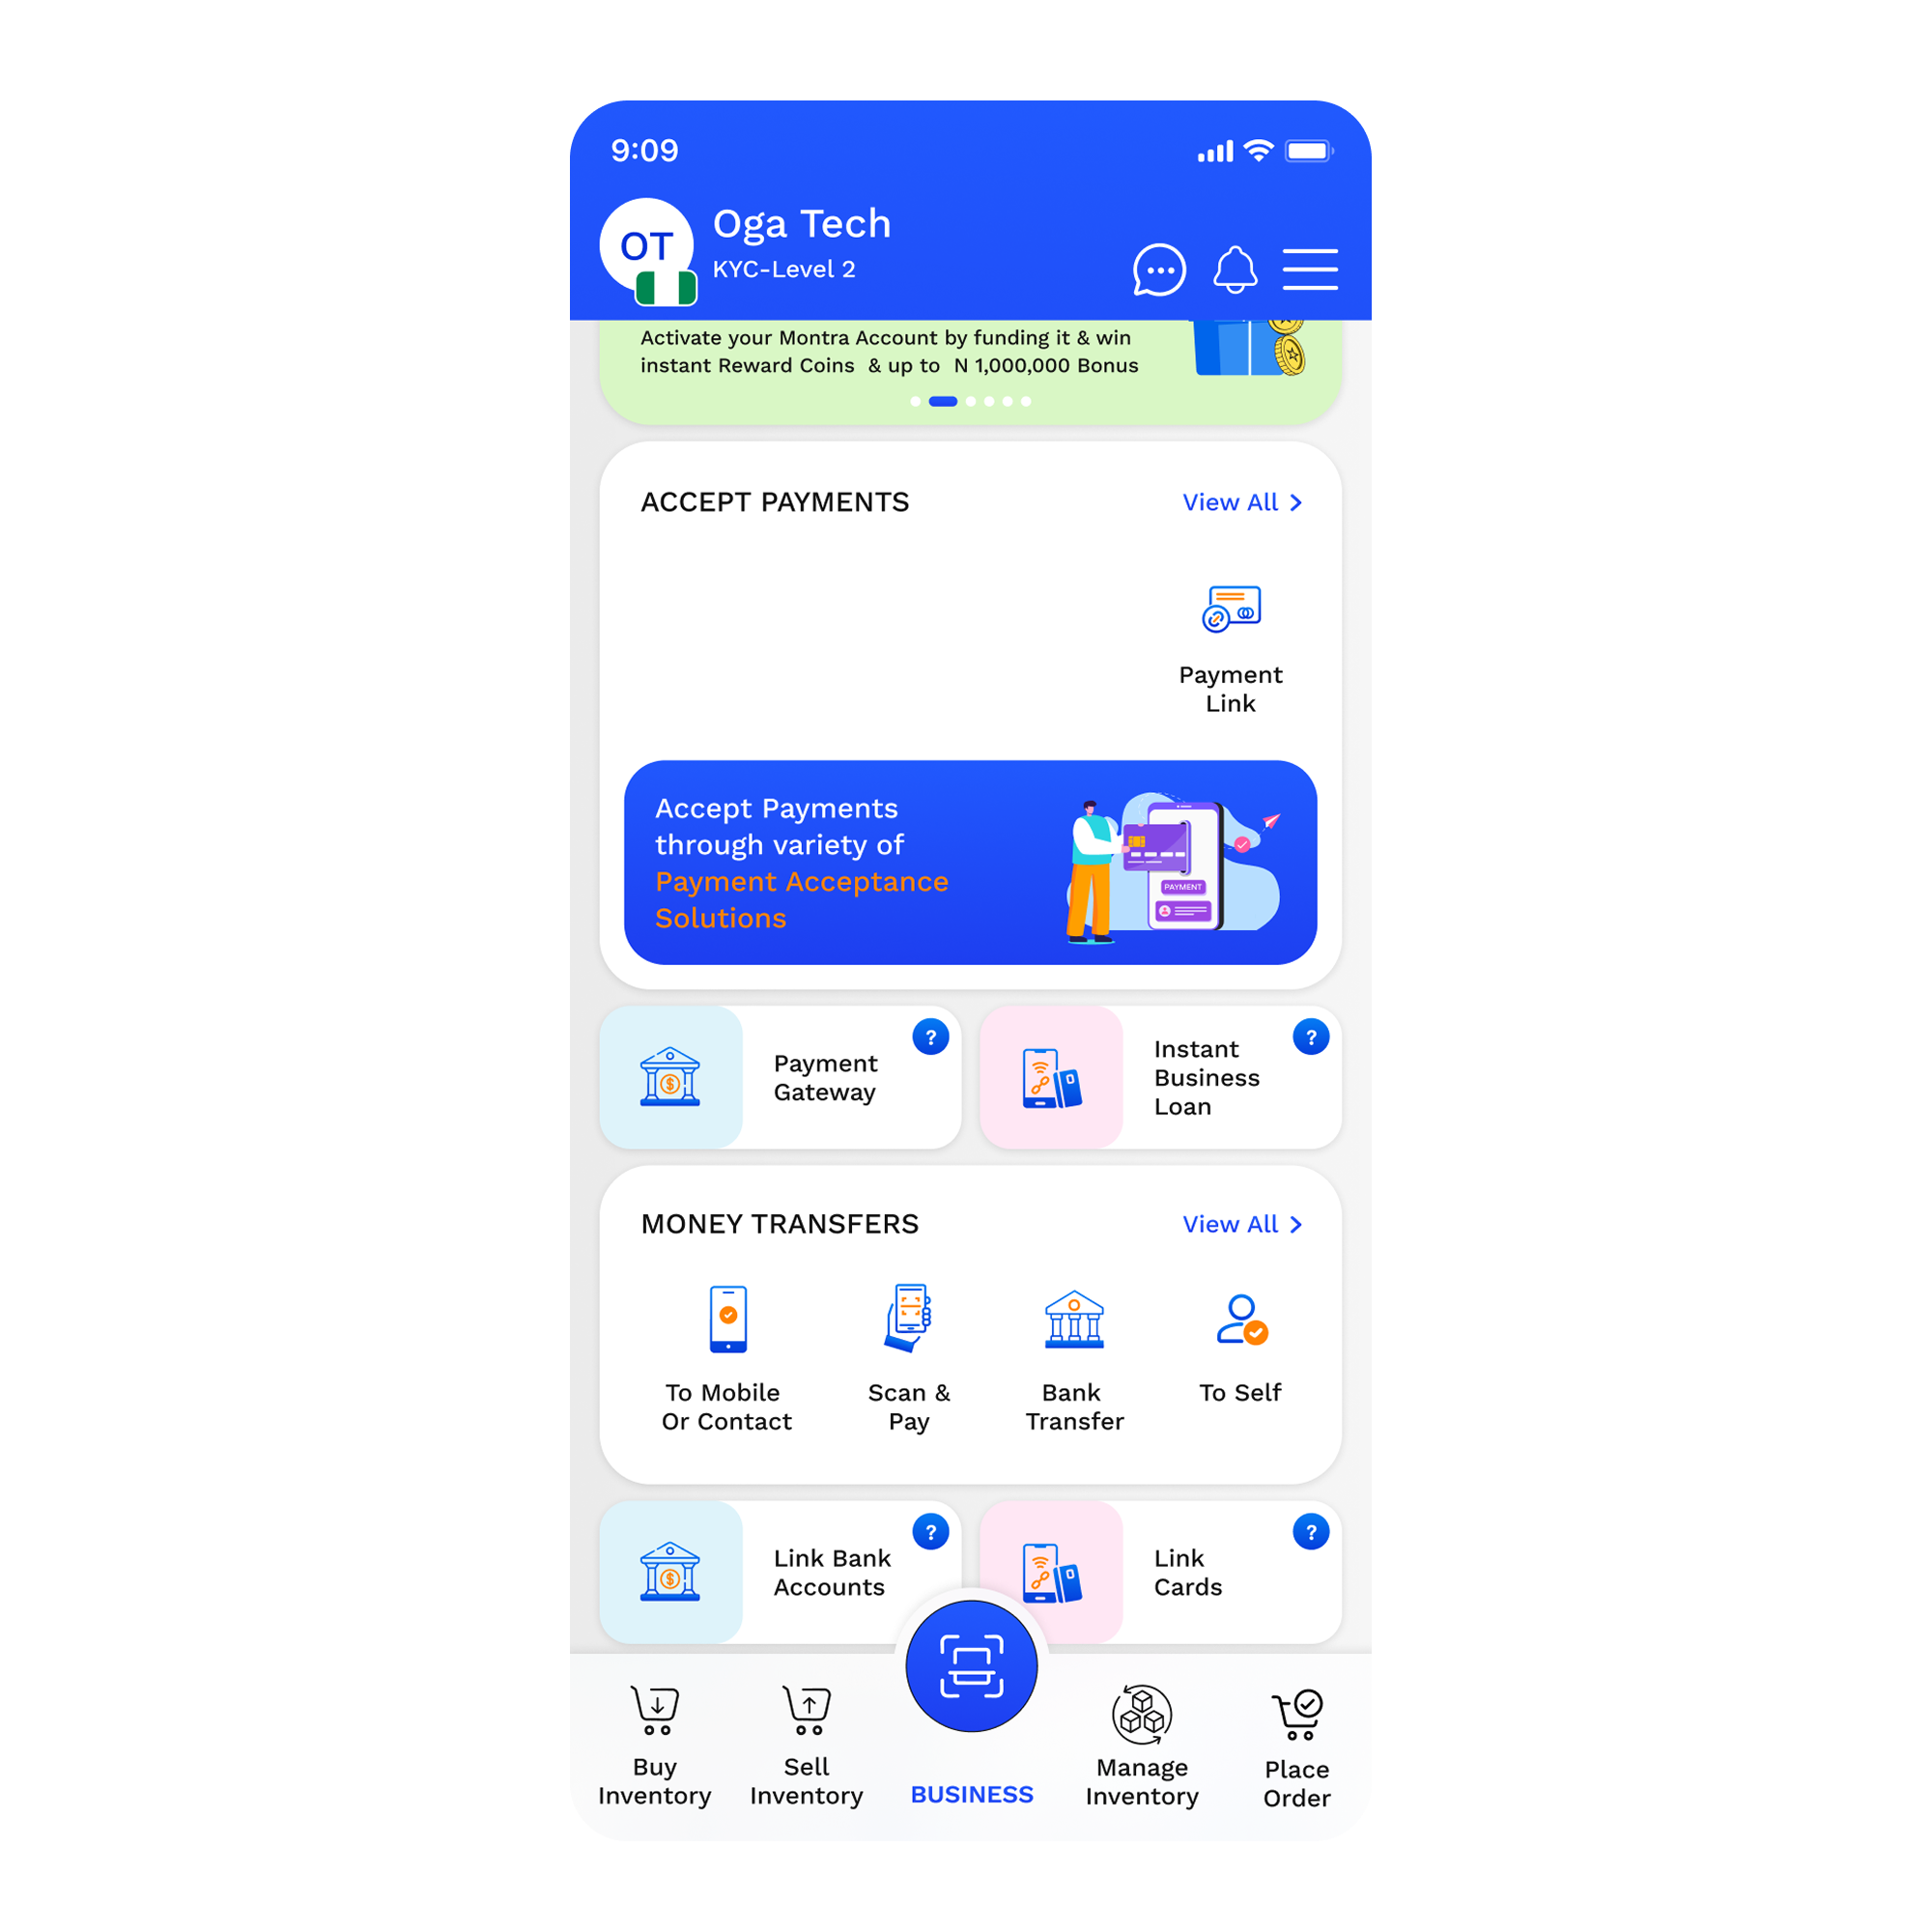 9:09
OT
Oga Tech
KYC-Level 2
Activate your Montra Account by funding it & win
instant Reward Coins & up to N 1,000,000 Bonus
ACCEPT PAYMENTS
View All
Payment
Link
Accept Payments
through variety of
Payment Acceptance
Solutions
PAYMENT
Payment
Gateway
?
Instant
Business
Loan
?
MONEY TRANSFERS
View All
To Mobile
Or Contact
Scan &
Pay
Bank
Transfer
To Self
Link Bank
Accounts
?
Link
Cards
?
Buy
Inventory
Sell
Inventory
BUSINESS
Manage
Inventory
Place
Order